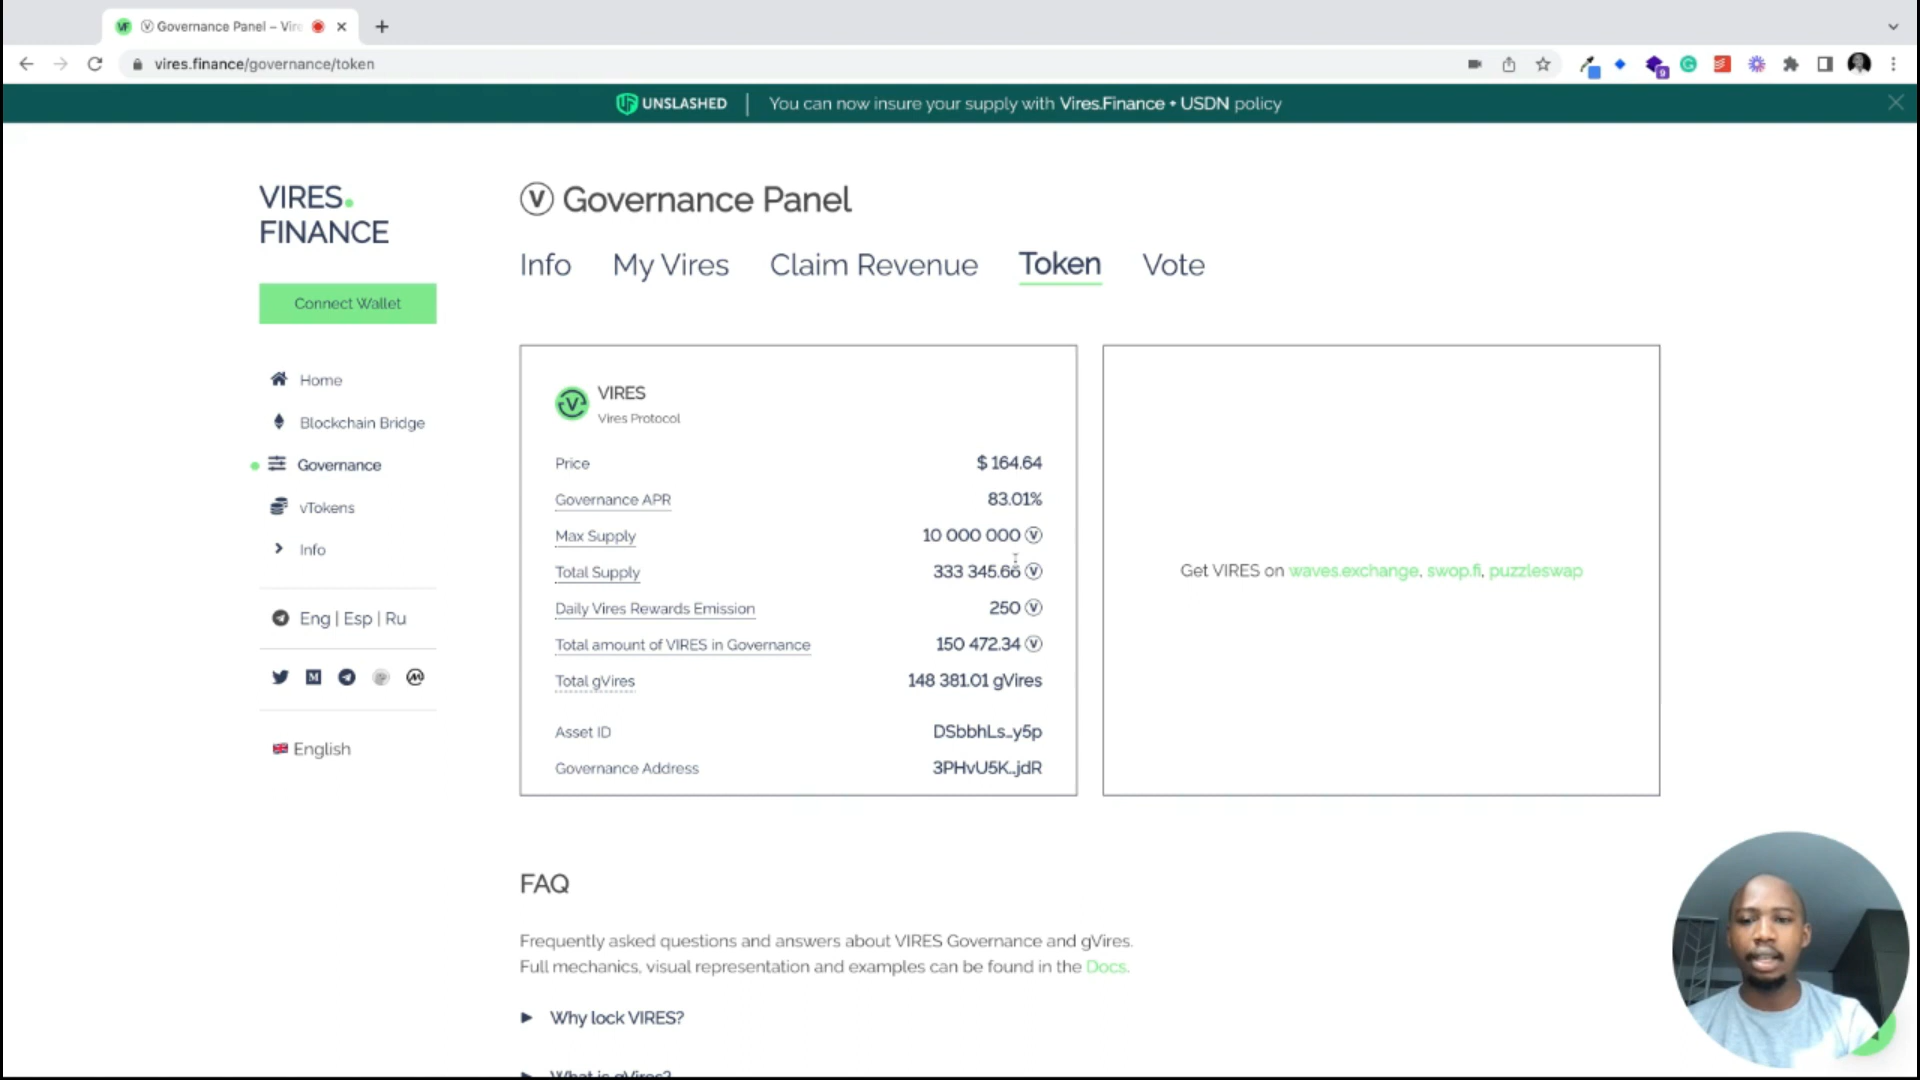 Governance Panel – Vire
vires.finance/governance/token
UNSLASHED | You can now insure your supply with Vires.Finance + USDN policy
VIRES.
FINANCE
Connect Wallet
Home
Blockchain Bridge
Governance
vTokens
Info
Eng | Esp | Ru
English
Governance Panel
Info My Vires Claim Revenue Token Vote
VIRES
Vires Protocol
Price $ 164.64
Governance APR 83.01%
Max Supply 10 000 000 Ⓥ
Total Supply 333 345.66 Ⓥ
Daily Vires Rewards Emission 250 Ⓥ
Total amount of VIRES in Governance 150 472.34 Ⓥ
Total gVires 148 381.01 gVires
Asset ID DSbbhLs...y5p
Governance Address 3PHvU5K...jdR
Get VIRES on waves.exchange, swop.fi, puzzleswap
FAQ
Frequently asked questions and answers about VIRES Governance and gVires.
Full mechanics, visual representation and examples can be found in the Docs.
Why lock VIRES?
What is gVires?